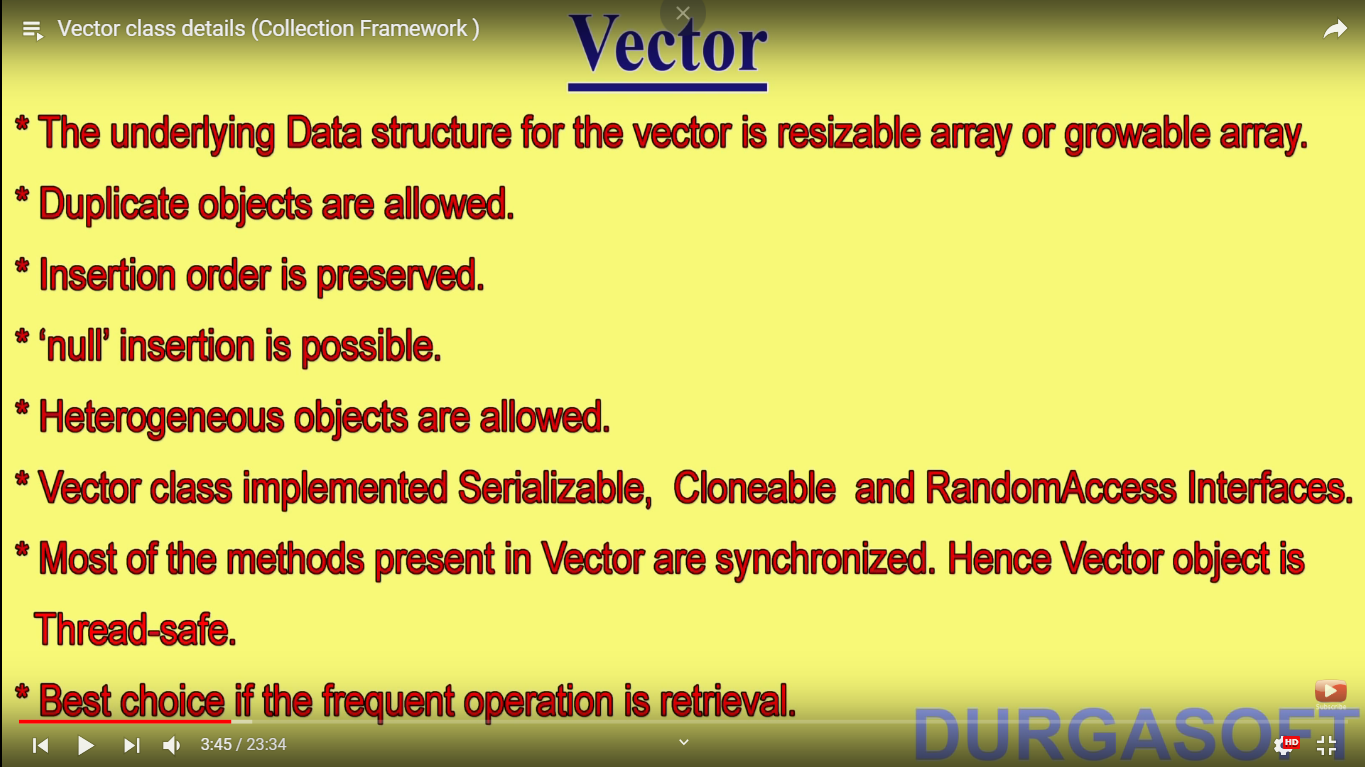 Vector class details (Collection Framework )
Vector
* The underlying Data structure for the vector is resizable array or growable array.
* Duplicate objects are allowed.
* Insertion order is preserved.
* ‘null’ insertion is possible.
* Heterogeneous objects are allowed.
* Vector class implemented Serializable, Cloneable and RandomAccess Interfaces.
* Most of the methods present in Vector are synchronized. Hence Vector object is
Thread-safe.
* Best choice if the frequent operation is retrieval.
Subscribe
DURGASOFT
3:45 / 23:34
HD